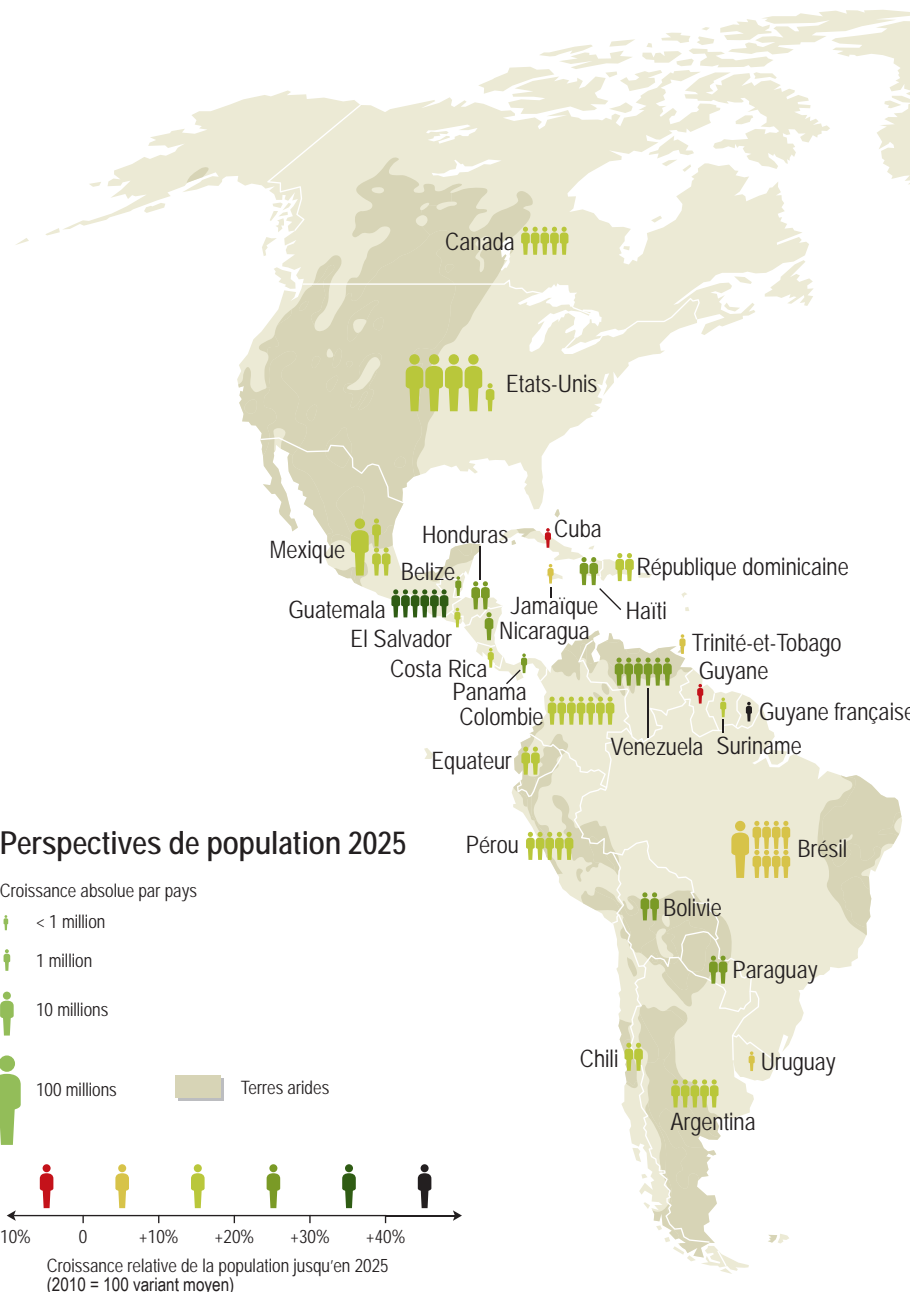 Canada
Etats-Unis
Mexique
Honduras
Cuba
Belize
République dominicaine
Guatemala
Jamaïque
Haïti
El Salvador
Nicaragua
Costa Rica
Trinité-et-Tobago
Panama
Guyane
Colombie
Guyane française
Venezuela
Suriname
Equateur
Pérou
Brésil
Bolivie
Paraguay
Chili
Uruguay
Argentina
Perspectives de population 2025
Croissance absolue par pays
< 1 million
1 million
10 millions
100 millions
Terres arides
10% 0 +10% +20% +30% +40%
Croissance relative de la population jusqu'en 2025
(2010 = 100 variant moyen)